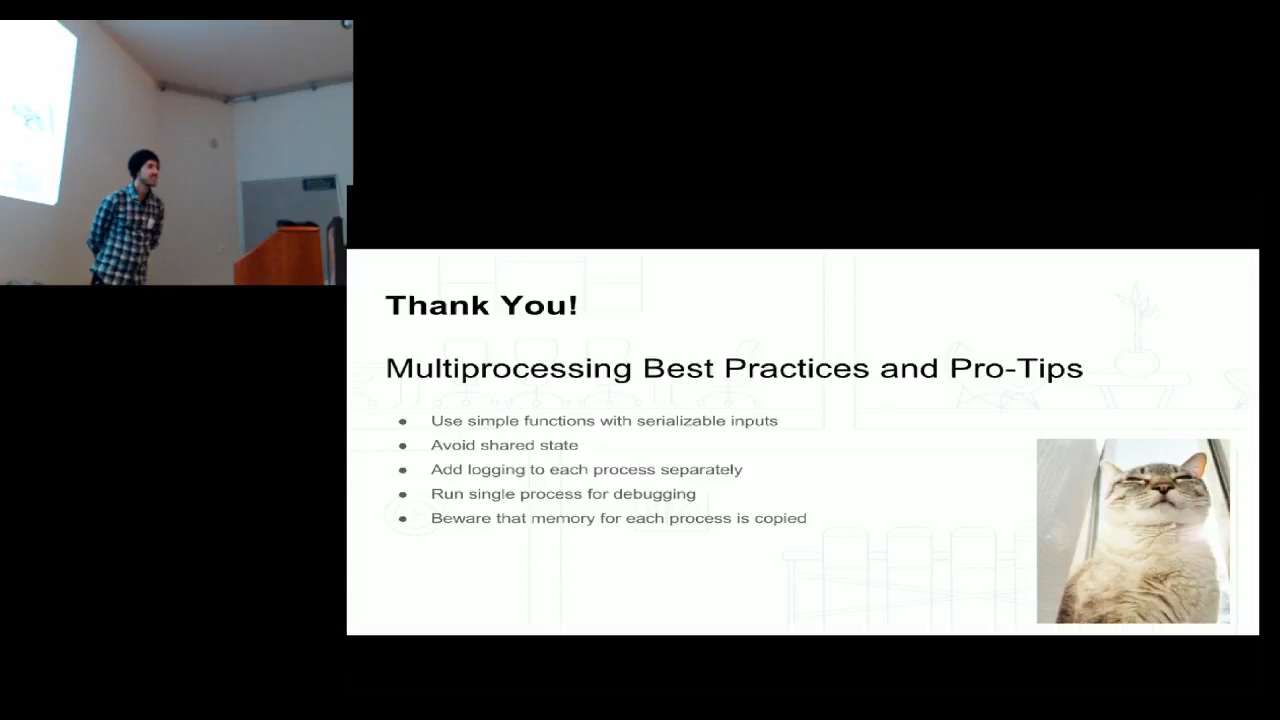 Thank You!
Multiprocessing Best Practices and Pro-Tips
● Use simple functions with serializable inputs
● Avoid shared state
● Add logging to each process separately
● Run single process for debugging
● Beware that memory for each process is copied